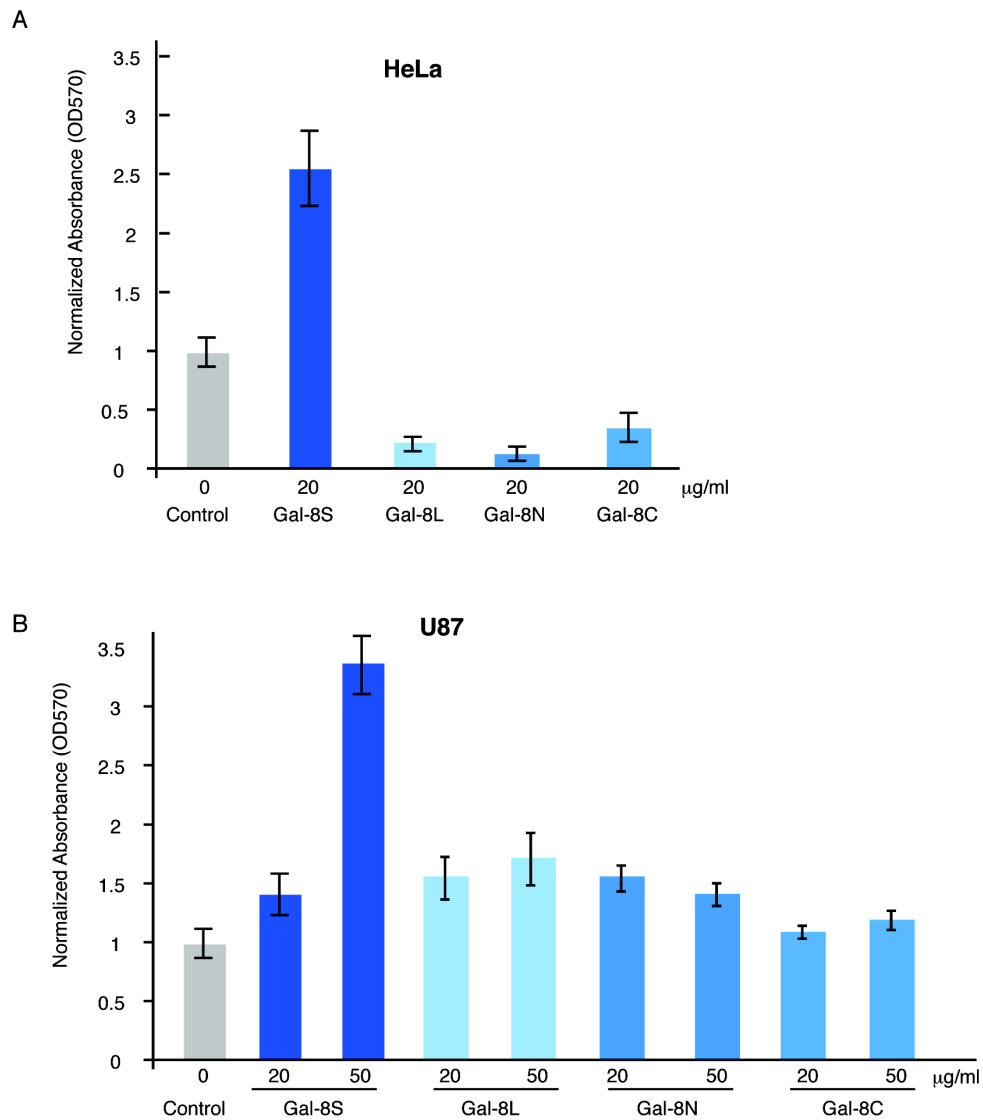 A
HeLa
Normalized Absorbance (OD570)
3.5
3
2.5
2
1.5
1
0.5
0
0 20 20 20 20 μg/ml
Control Gal-8S Gal-8L Gal-8N Gal-8C
B
U87
Normalized Absorbance (OD570)
3.5
3
2.5
2
1.5
1
0.5
0
0 20 50 20 50 20 50 20 50 μg/ml
Control Gal-8S Gal-8L Gal-8N Gal-8C